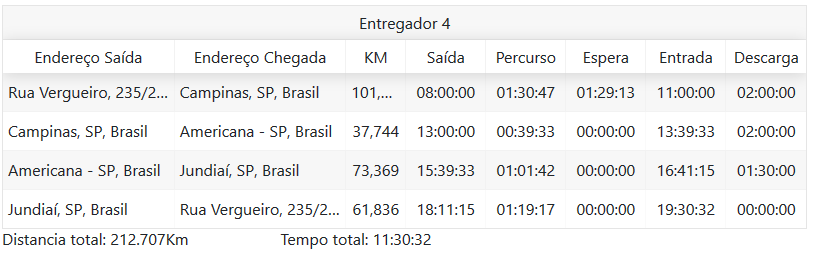 Entregador 4
Endereço Saída Endereço Chegada KM Saída Percurso Espera Entrada Descarga
Rua Vergueiro, 235/2... Campinas, SP, Brasil 101,... 08:00:00 01:30:47 01:29:13 11:00:00 02:00:00
Campinas, SP, Brasil Americana - SP, Brasil 37,744 13:00:00 00:39:33 00:00:00 13:39:33 02:00:00
Americana - SP, Brasil Jundiaí, SP, Brasil 73,369 15:39:33 01:01:42 00:00:00 16:41:15 01:30:00
Jundiaí, SP, Brasil Rua Vergueiro, 235/2... 61,836 18:11:15 01:19:17 00:00:00 19:30:32 00:00:00
Distancia total: 212.707Km Tempo total: 11:30:32